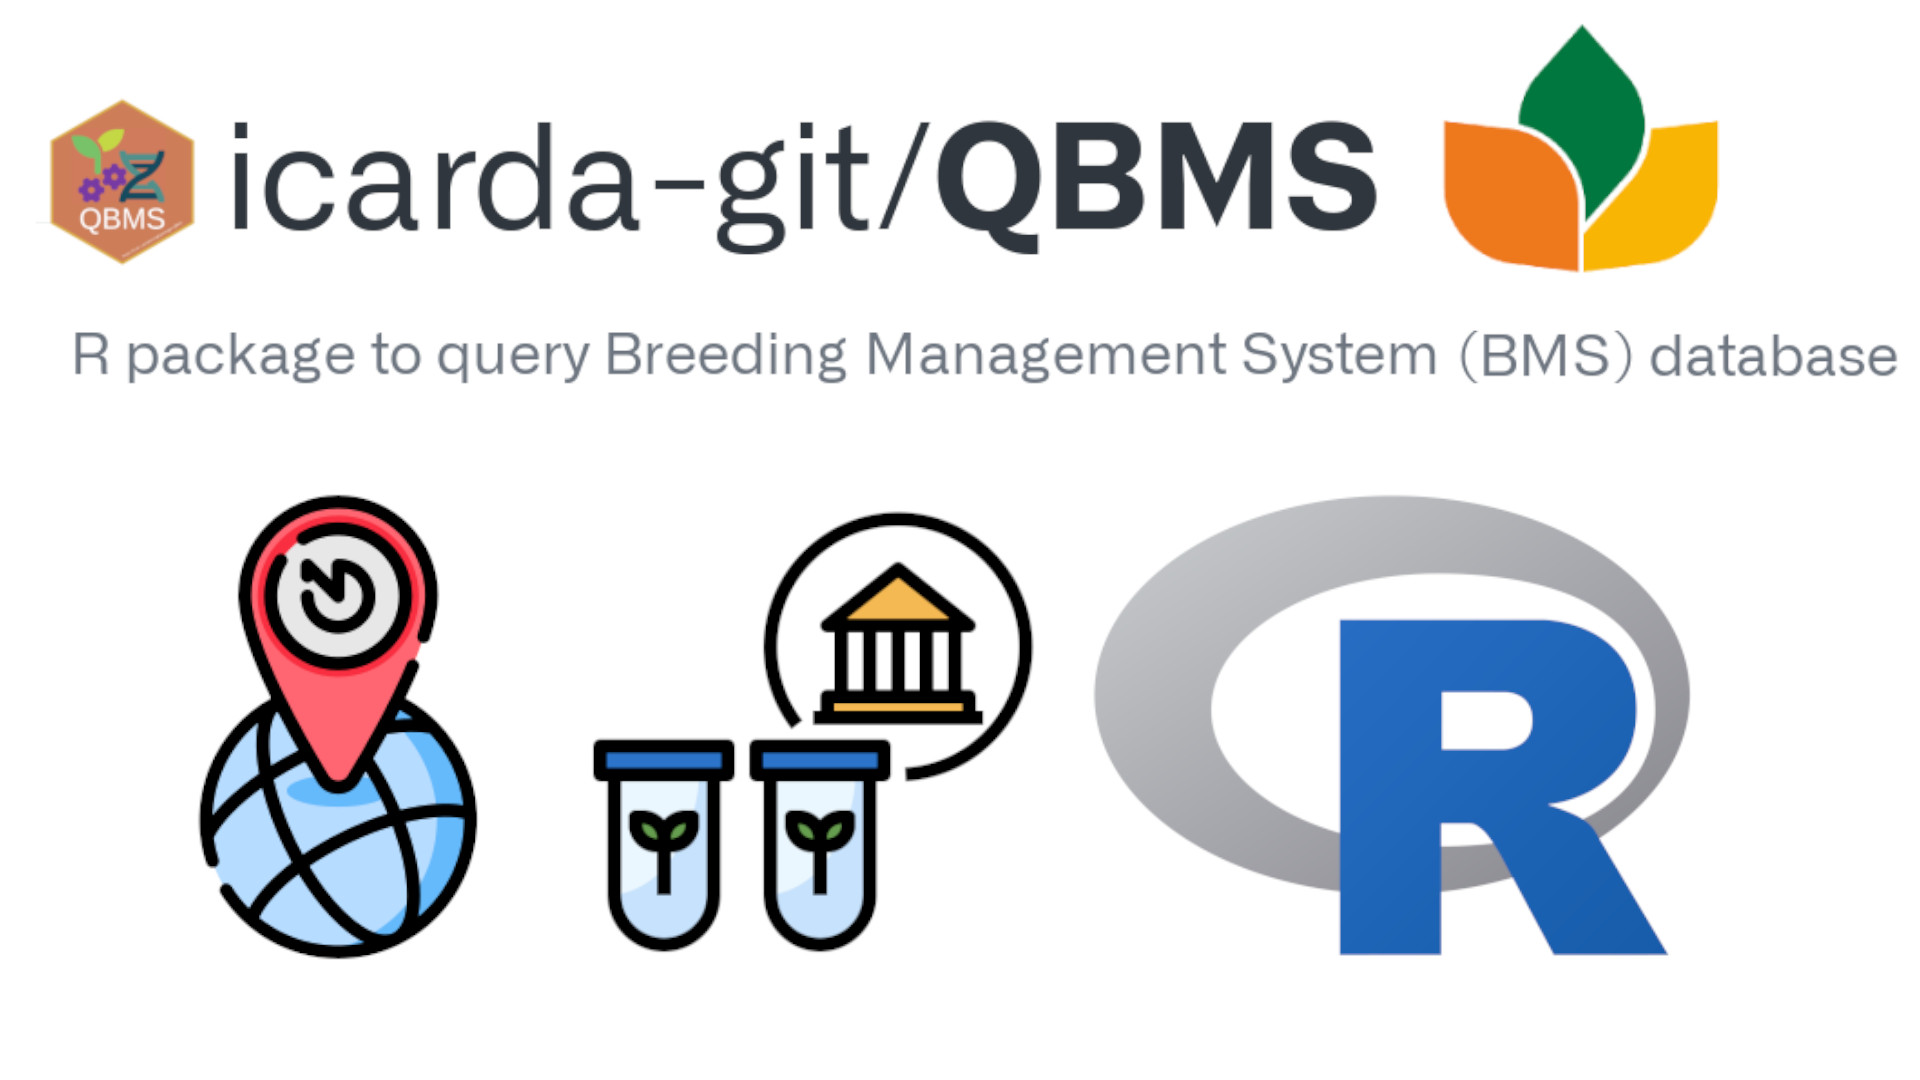 QBMS
icarda-git/QBMS
R package to query Breeding Management System (BMS) database
R